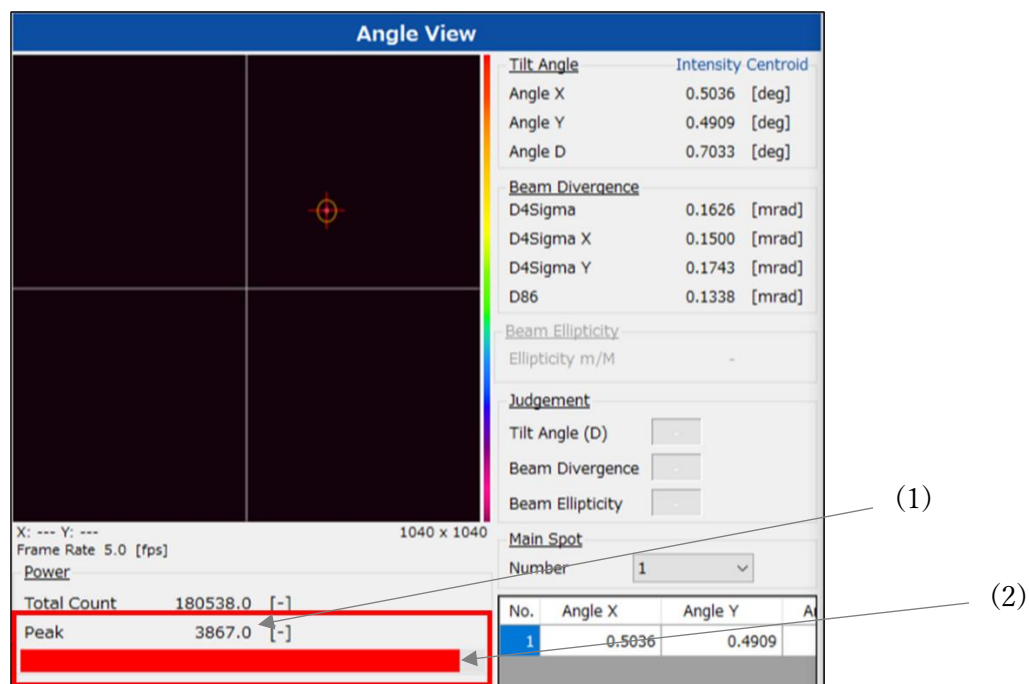 Angle View
Tilt Angle Intensity Centroid
Angle X 0.5036 [deg]
Angle Y 0.4909 [deg]
Angle D 0.7033 [deg]
Beam Divergence
D4Sigma 0.1626 [mrad]
D4Sigma X 0.1500 [mrad]
D4Sigma Y 0.1743 [mrad]
D86 0.1338 [mrad]
Beam Ellipticity
Ellipticity m/M -
Judgement
Tilt Angle (D) -
Beam Divergence -
Beam Ellipticity -
X: --- Y: --- 1040 x 1040
Frame Rate 5.0 [fps]
Main Spot
Number 1
Power
Total Count 180538.0 [-]
Peak 3867.0 [-]
No. Angle X Angle Y
1 0.5036 0.4909
(1)
(2)